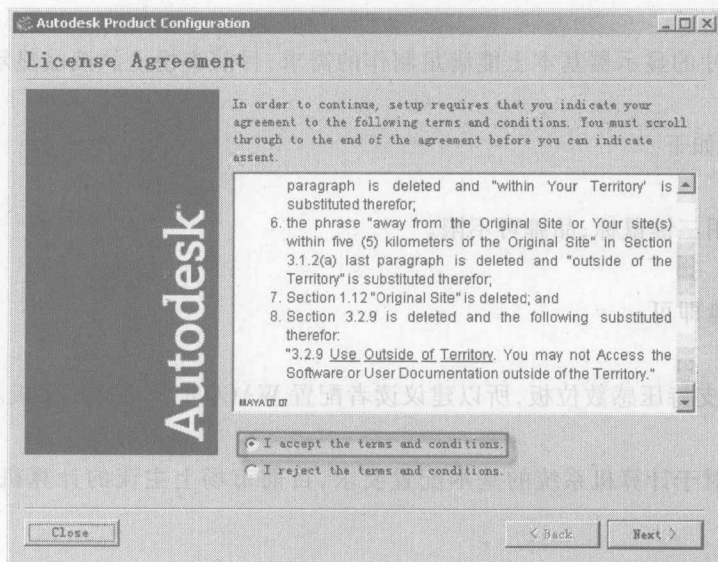 Autodesk Product Configuration
License Agreement
In order to continue, setup requires that you indicate your
agreement to the following terms and conditions. You must scroll
through to the end of the agreement before you can indicate
assent.
paragraph is deleted and "within Your Territory" is
substituted therefor;
6. the phrase "away from the Original Site or Your site(s)
within five (5) kilometers of the Original Site" in Section
3.1.2(a) last paragraph is deleted and "outside of the
Territory" is substituted therefor;
7. Section 1.12 "Original Site" is deleted; and
8. Section 3.2.9 is deleted and the following substituted
therefor:
"3.2.9 Use Outside of Territory. You may not Access the
Software or User Documentation outside of the Territory."
Autodesk
I accept the terms and conditions.
I reject the terms and conditions.
Close
< Back
Next >